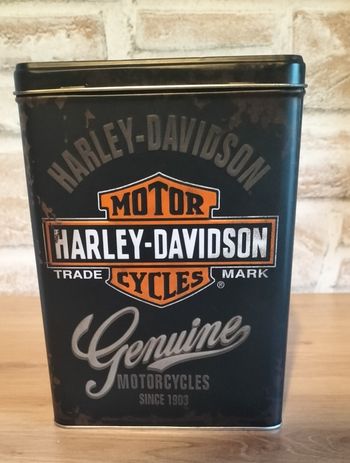 HARLEY-DAVIDSON
MOTOR
HARLEY-DAVIDSON
TRADE MARK
CYCLES ®
Genuine
MOTORCYCLES
SINCE 1903